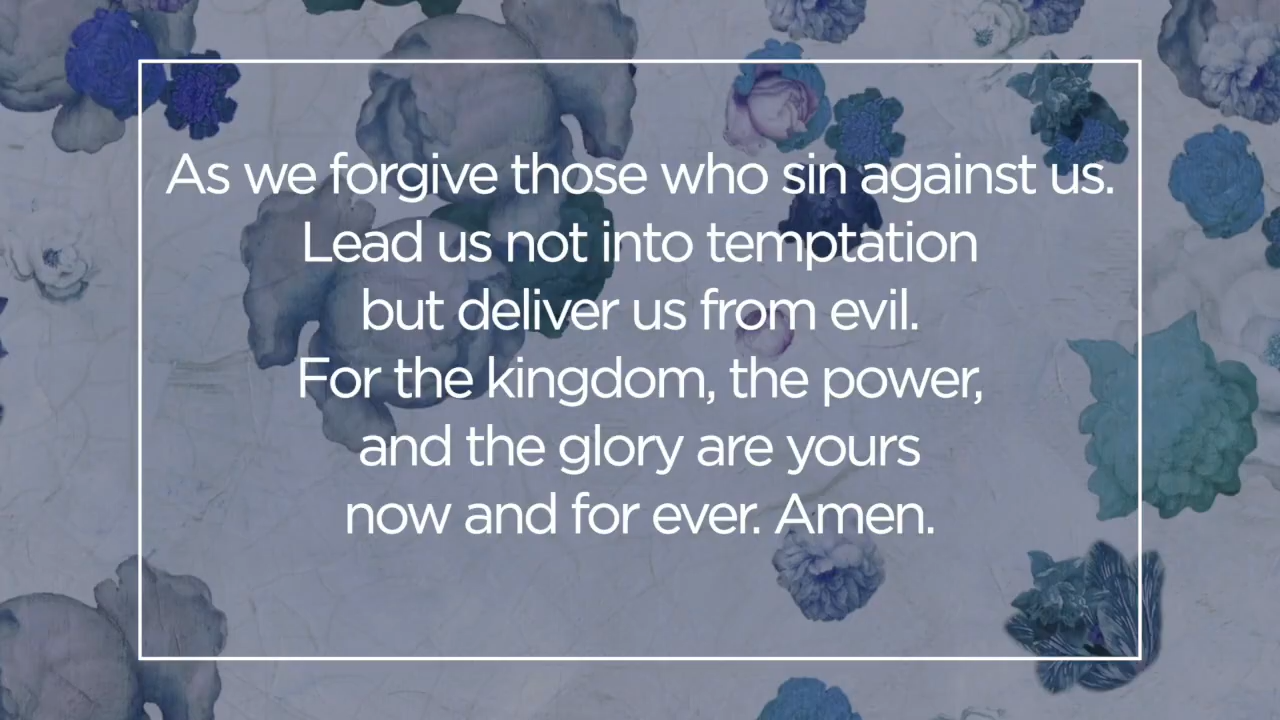 As we forgive those who sin against us.
Lead us not into temptation
but deliver us from evil.
For the kingdom, the power,
and the glory are yours
now and for ever. Amen.